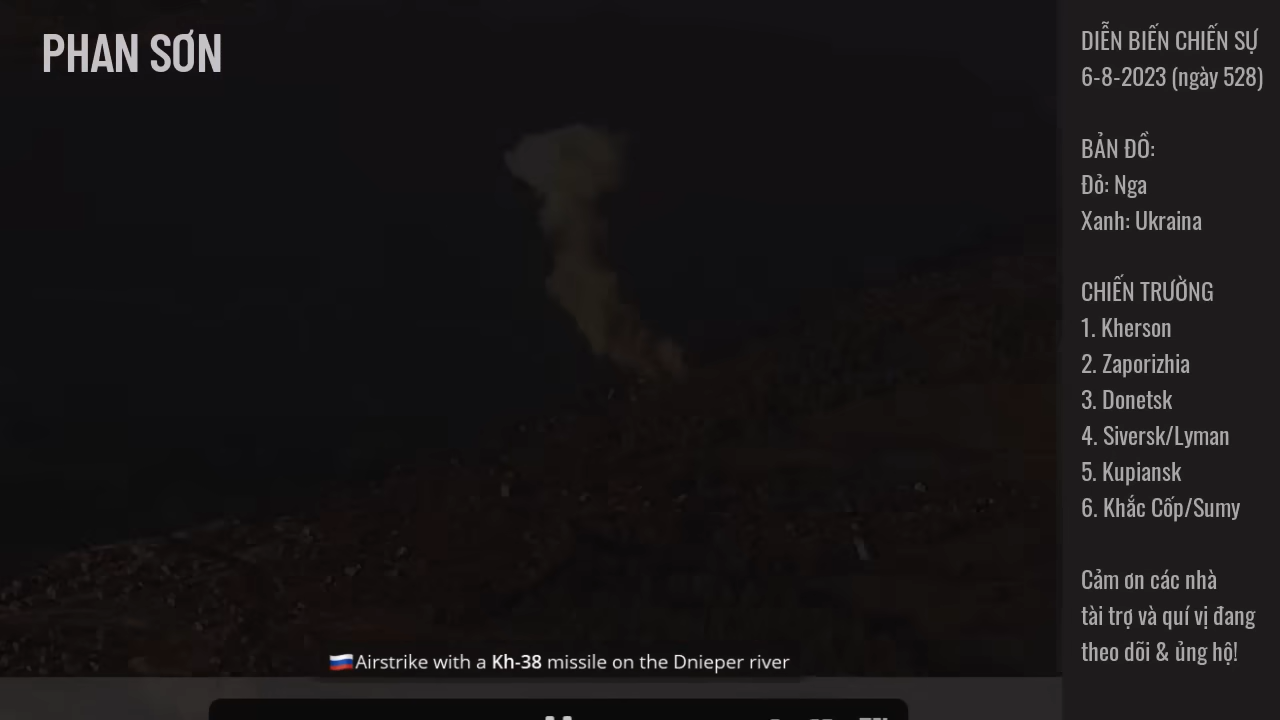 PHAN SƠN
DIỄN BIẾN CHIẾN SỰ
6-8-2023 (ngày 528)
BẢN ĐỒ:
Đỏ: Nga
Xanh: Ukraina
CHIẾN TRƯỜNG
1. Kherson
2. Zaporizhia
3. Donetsk
4. Siversk/Lyman
5. Kupiansk
6. Khắc Cốp/Sumy
Cảm ơn các nhà
tài trợ và quí vị đang
theo dõi & ủng hộ!
Airstrike with a Kh-38 missile on the Dnieper river